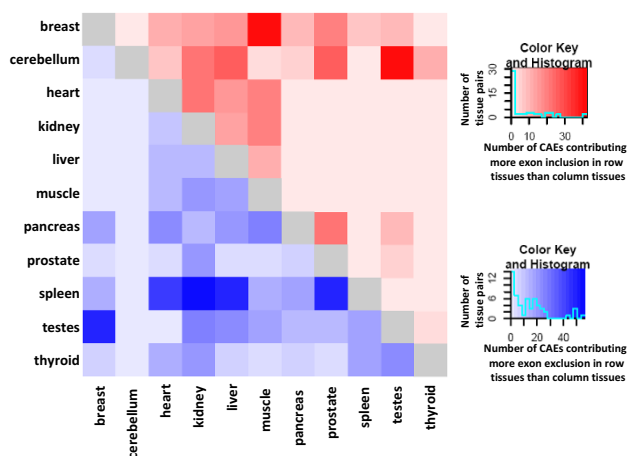 breast
cerebellum
heart
kidney
liver
muscle
pancreas
prostate
spleen
testes
thyroid
breast
cerebellum
heart
kidney
liver
muscle
pancreas
prostate
spleen
testes
thyroid
Color Key
and Histogram
Number of
tissue pairs
0 15 30
0 10 30
Number of CAEs contributing
more exon inclusion in row
tissues than column tissues
Color Key
and Histogram
Number of
tissue pairs
0 6 12
0 20 40
Number of CAEs contributing
more exon exclusion in row
tissues than column tissues